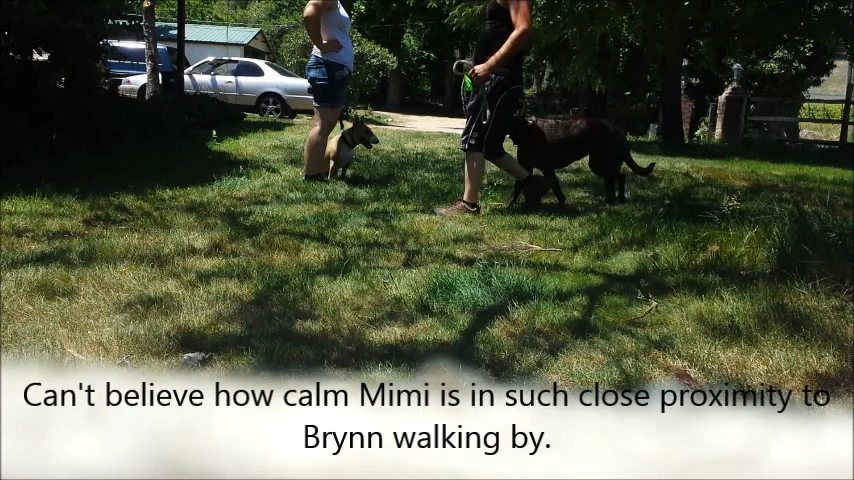 Can't believe how calm Mimi is in such close proximity to
Brynn walking by.